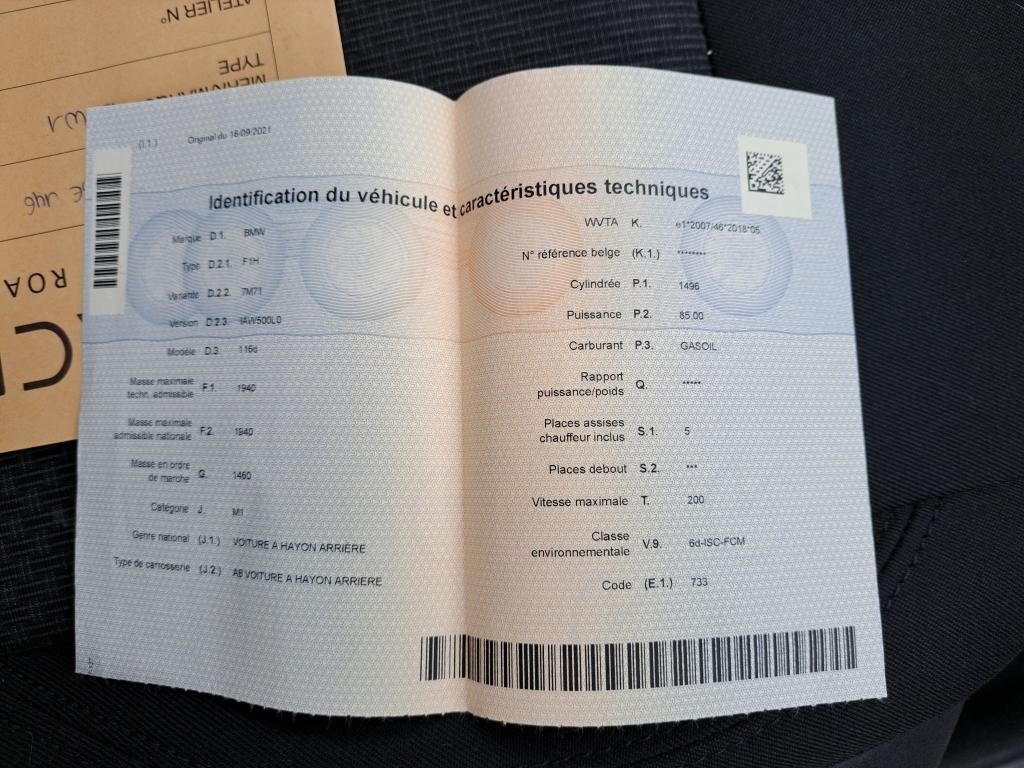 ATELIER N°
TYPE
ROA
(I.1.) Original du 16/09/2021
Identification du véhicule et caractéristiques techniques
Marque D.1. BMW
Type D.2.1. F1H
Variante D.2.2. 7M71
Version D.2.3. IAW500L0
Modèle D.3. 116d
Masse maximale
techn. admissible F.1. 1940
Masse maximale
admissible nationale F.2. 1940
Masse en ordre
de marche G. 1460
Catégorie J. M1
Genre national (J.1.) VOITURE A HAYON ARRIERE
Type de carrosserie (J.2.) AB VOITURE A HAYON ARRIERE
WVTA K. e1*2007/46*2018*05
N° référence belge (K.1.) ********
Cylindrée P.1. 1496
Puissance P.2. 85.00
Carburant P.3. GASOIL
Rapport
puissance/poids Q. *****
Places assises
chauffeur inclus S.1. 5
Places debout S.2. ***
Vitesse maximale T. 200
Classe
environnementale V.9. 6d-ISC-FCM
Code (E.1.) 733